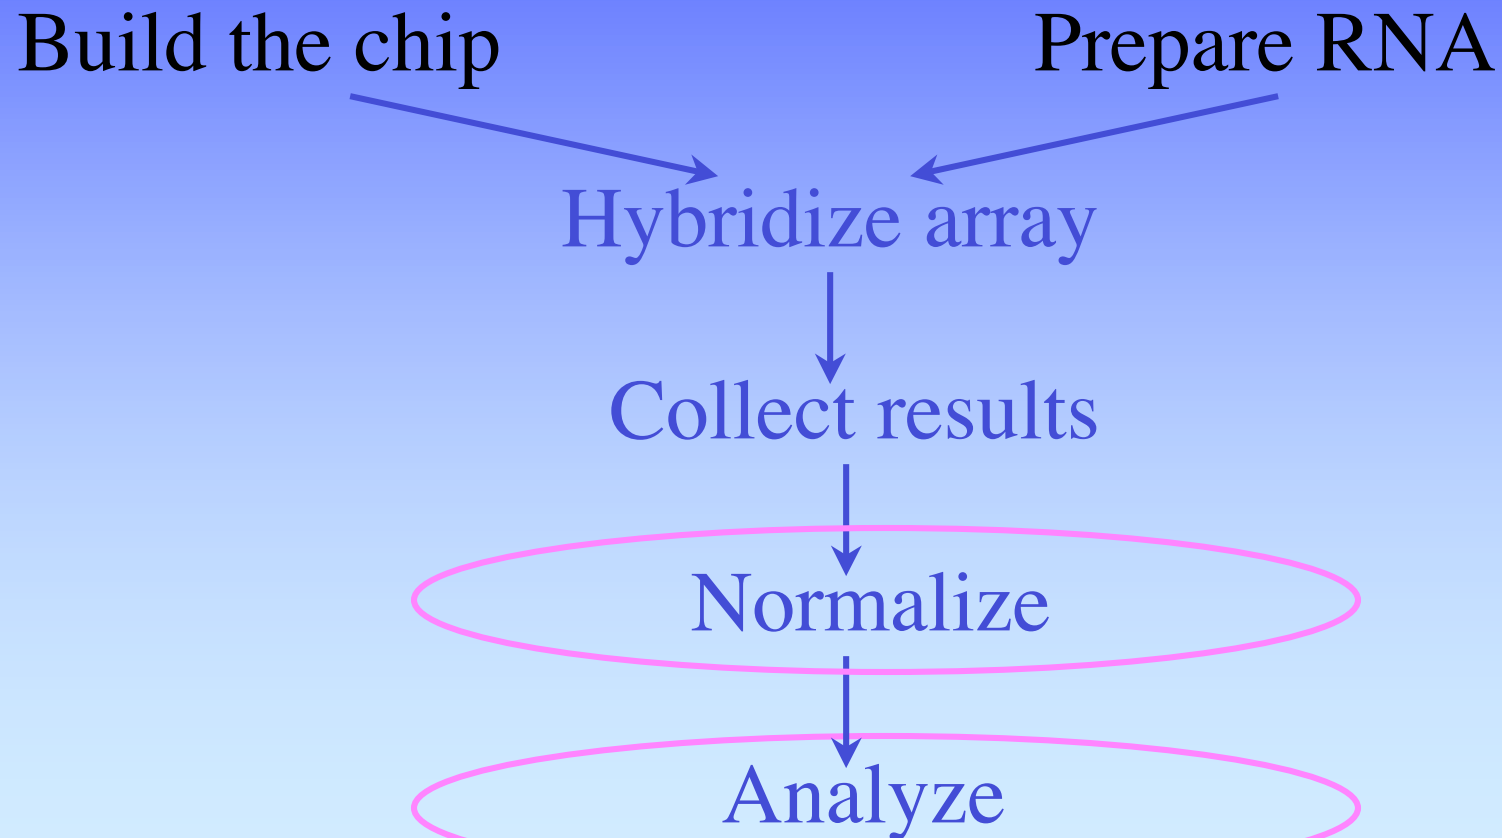 Build the chip
Prepare RNA
Hybridize array
Collect results
Normalize
Analyze